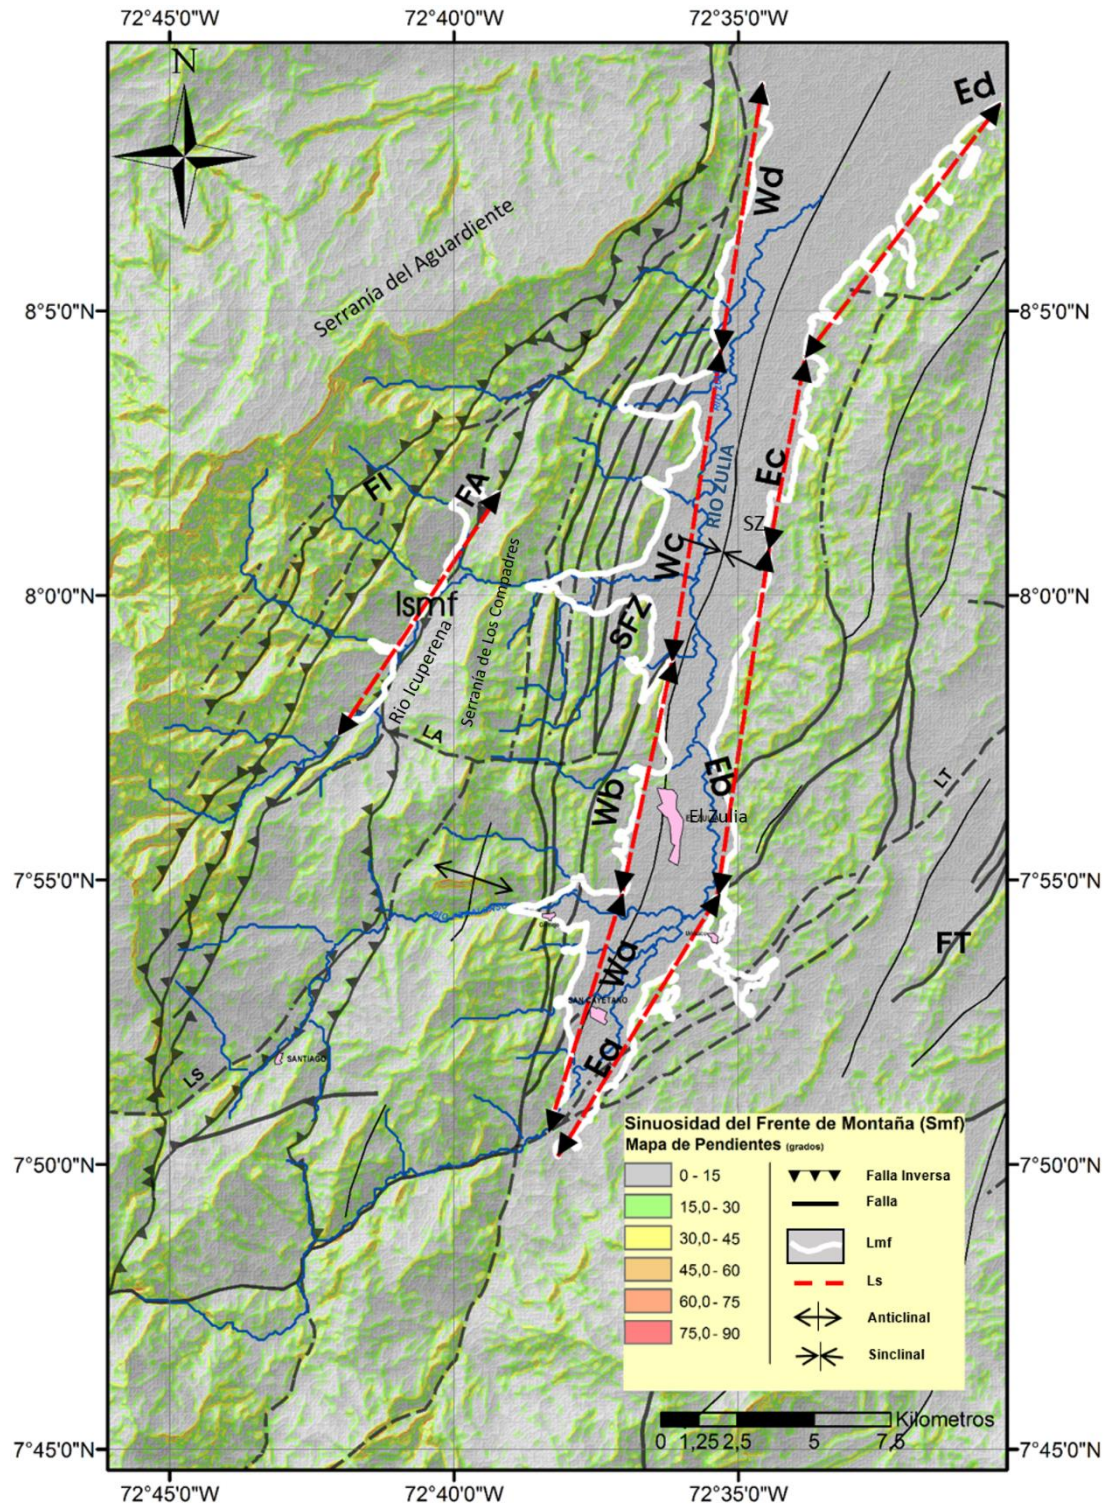 72°45'0"W
72°40'0"W
72°35'0"W
N
Ed
Wd
Serranía del Aguardiente
8°5'0"N
8°5'0"N
Ec
RIO ZULIA
FI
FA
SZ
Wc
8°0'0"N
8°0'0"N
Ismf
SFZ
Rio Icuperena
Serranía de Los Compadres
LA
Eb
LT
Wb
El Zulia
7°55'0"N
7°55'0"N
FT
Wa
SAN CAYETANO
Ea
SANTIAGO
LS
7°50'0"N
7°50'0"N
Sinuosidad del Frente de Montaña (Smf)
Mapa de Pendientes (grados)
0 - 15
15,0 - 30
30,0 - 45
45,0 - 60
60,0 - 75
75,0 - 90
Falla Inversa
Falla
Lmf
Ls
Anticlinal
Sinclinal
Kilometros
0 1,25 2,5 5 7,5
7°45'0"N
7°45'0"N
72°45'0"W
72°40'0"W
72°35'0"W